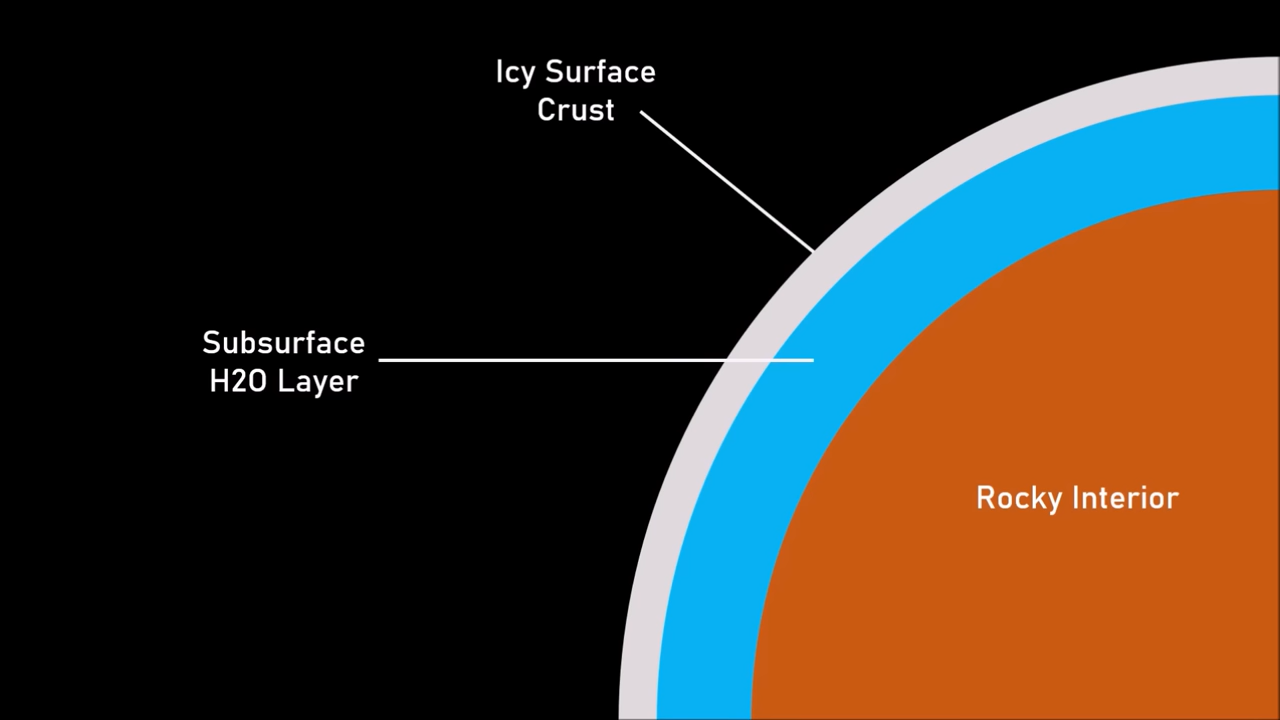 Icy Surface
Crust
Subsurface
H2O Layer
Rocky Interior